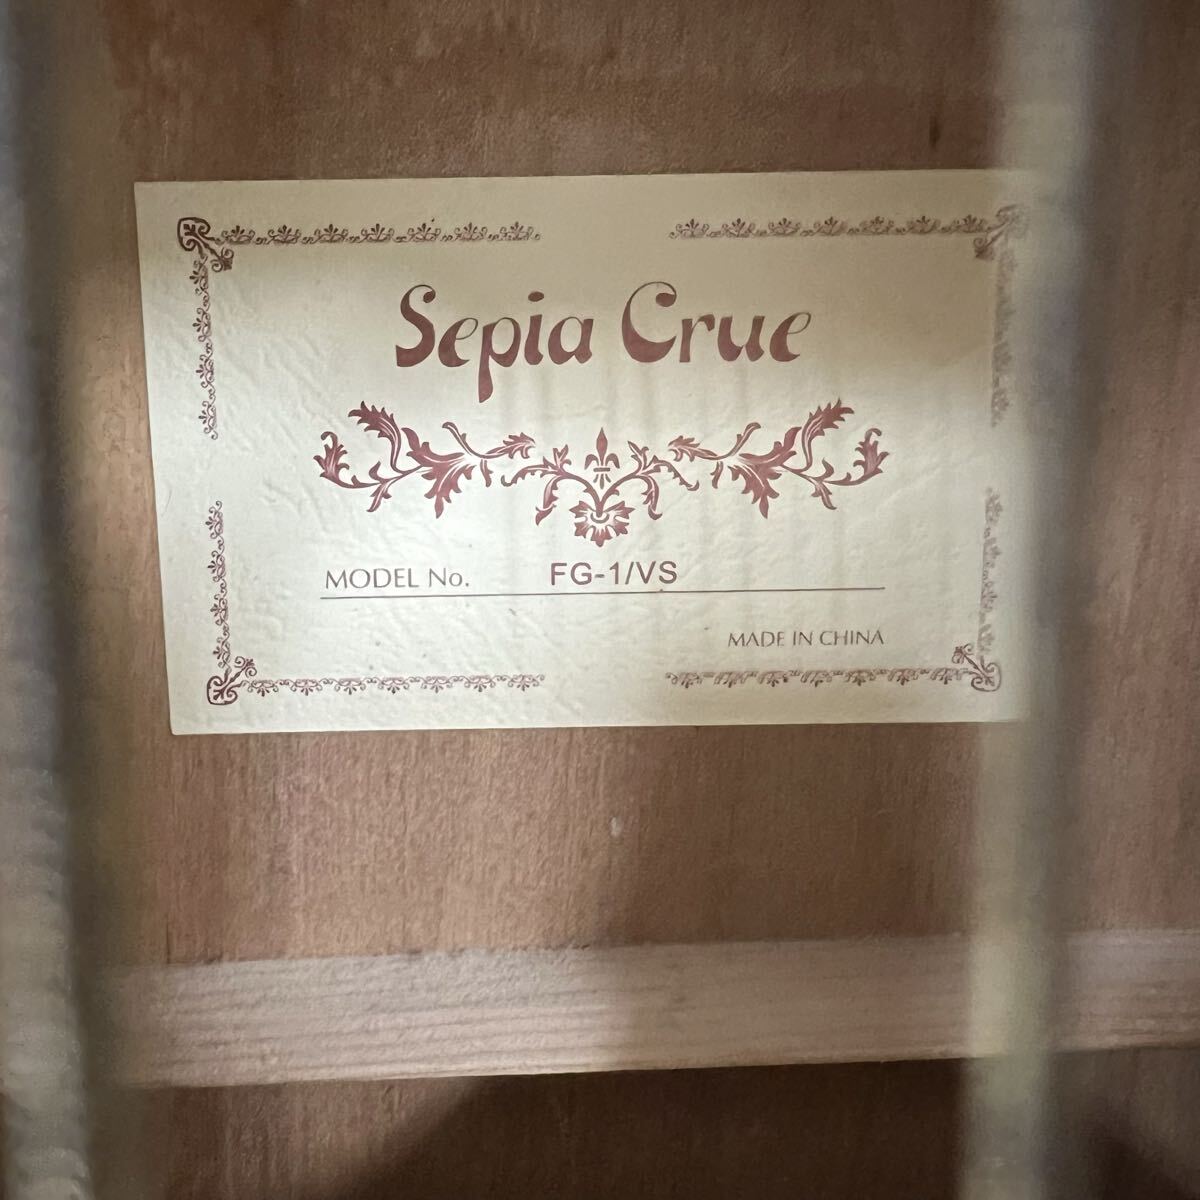 Sepia Crue
MODEL No. FG-1/VS
MADE IN CHINA